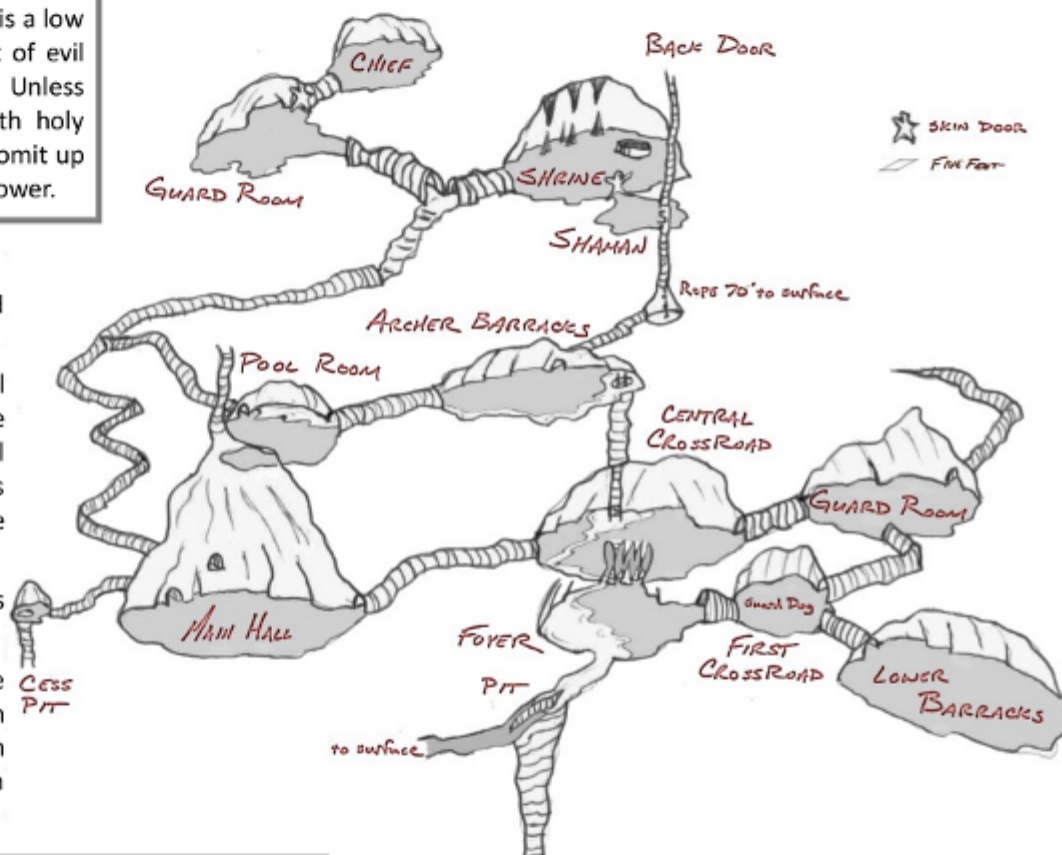 is a low
of evil
Unless
th holy
omit up
ower.
CHIEF
BACK DOOR
SKIN DOOR
FIVE FEET
GUARD ROOM
SHRINE
SHAMAN
ROPE 70' to surface
ARCHER BARRACKS
POOL ROOM
CENTRAL
CROSSROAD
GUARD ROOM
MAIN HALL
Guard Dog
FOYER
FIRST
CROSSROAD
LOWER
BARRACKS
CESS
PIT
PIT
to surface